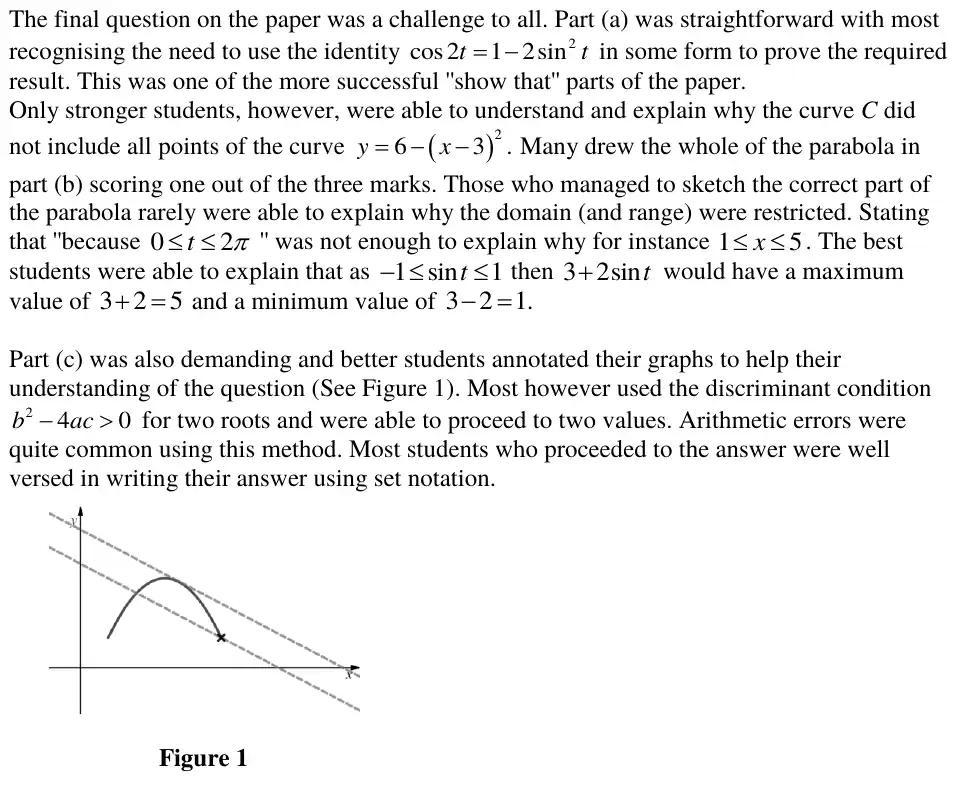 The final question on the paper was a challenge to all. Part (a) was straightforward with most
recognising the need to use the identity cos 2t = 1 − 2 sin² t in some form to prove the required
result. This was one of the more successful "show that" parts of the paper.
Only stronger students, however, were able to understand and explain why the curve C did
not include all points of the curve y = 6 − (x − 3)². Many drew the whole of the parabola in
part (b) scoring one out of the three marks. Those who managed to sketch the correct part of
the parabola rarely were able to explain why the domain (and range) were restricted. Stating
that "because 0 ≤ t ≤ 2π " was not enough to explain why for instance 1 ≤ x ≤ 5. The best
students were able to explain that as −1 ≤ sin t ≤ 1 then 3 + 2 sin t would have a maximum
value of 3 + 2 = 5 and a minimum value of 3 − 2 = 1.
Part (c) was also demanding and better students annotated their graphs to help their
understanding of the question (See Figure 1). Most however used the discriminant condition
b² − 4ac > 0 for two roots and were able to proceed to two values. Arithmetic errors were
quite common using this method. Most students who proceeded to the answer were well
versed in writing their answer using set notation.
y
x
Figure 1